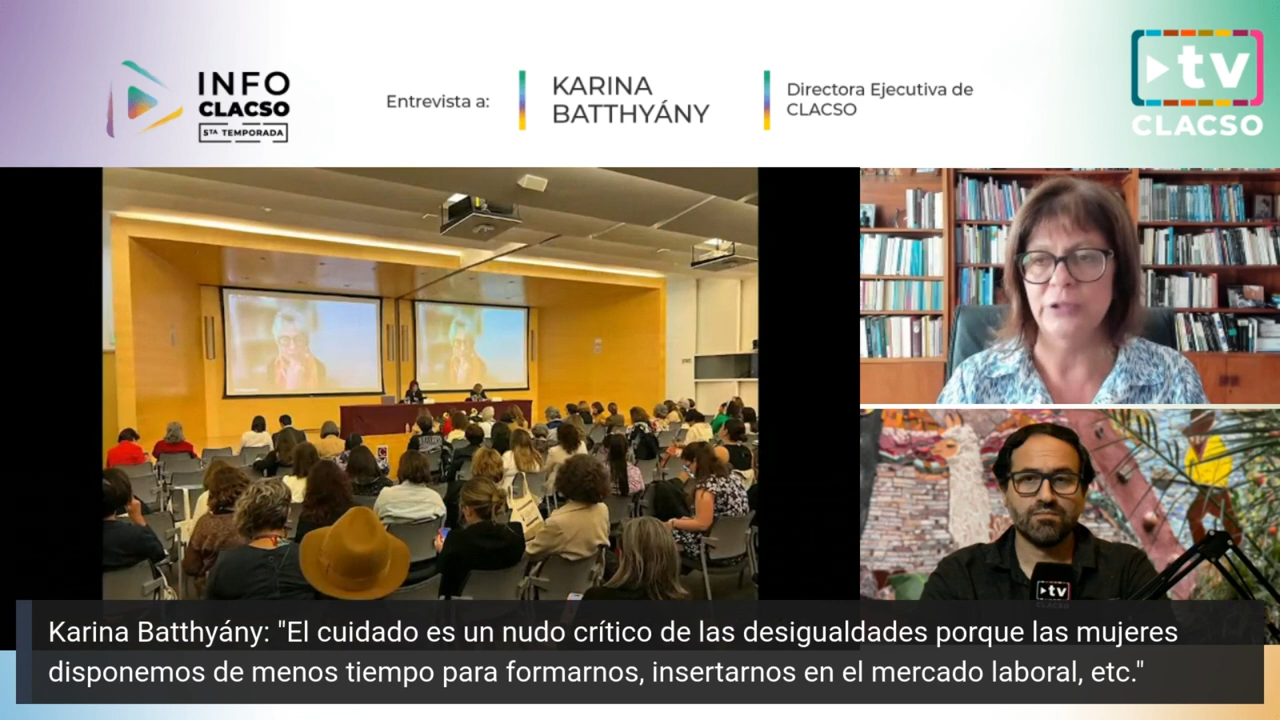 INFO
CLACSO
5TA TEMPORADA
Entrevista a:
KARINA
BATTHYÁNY
Directora Ejecutiva de
CLACSO
tv
CLACSO
tv
Karina Batthyány: "El cuidado es un nudo crítico de las desigualdades porque las mujeres
disponemos de menos tiempo para formarnos, insertarnos en el mercado laboral, etc."